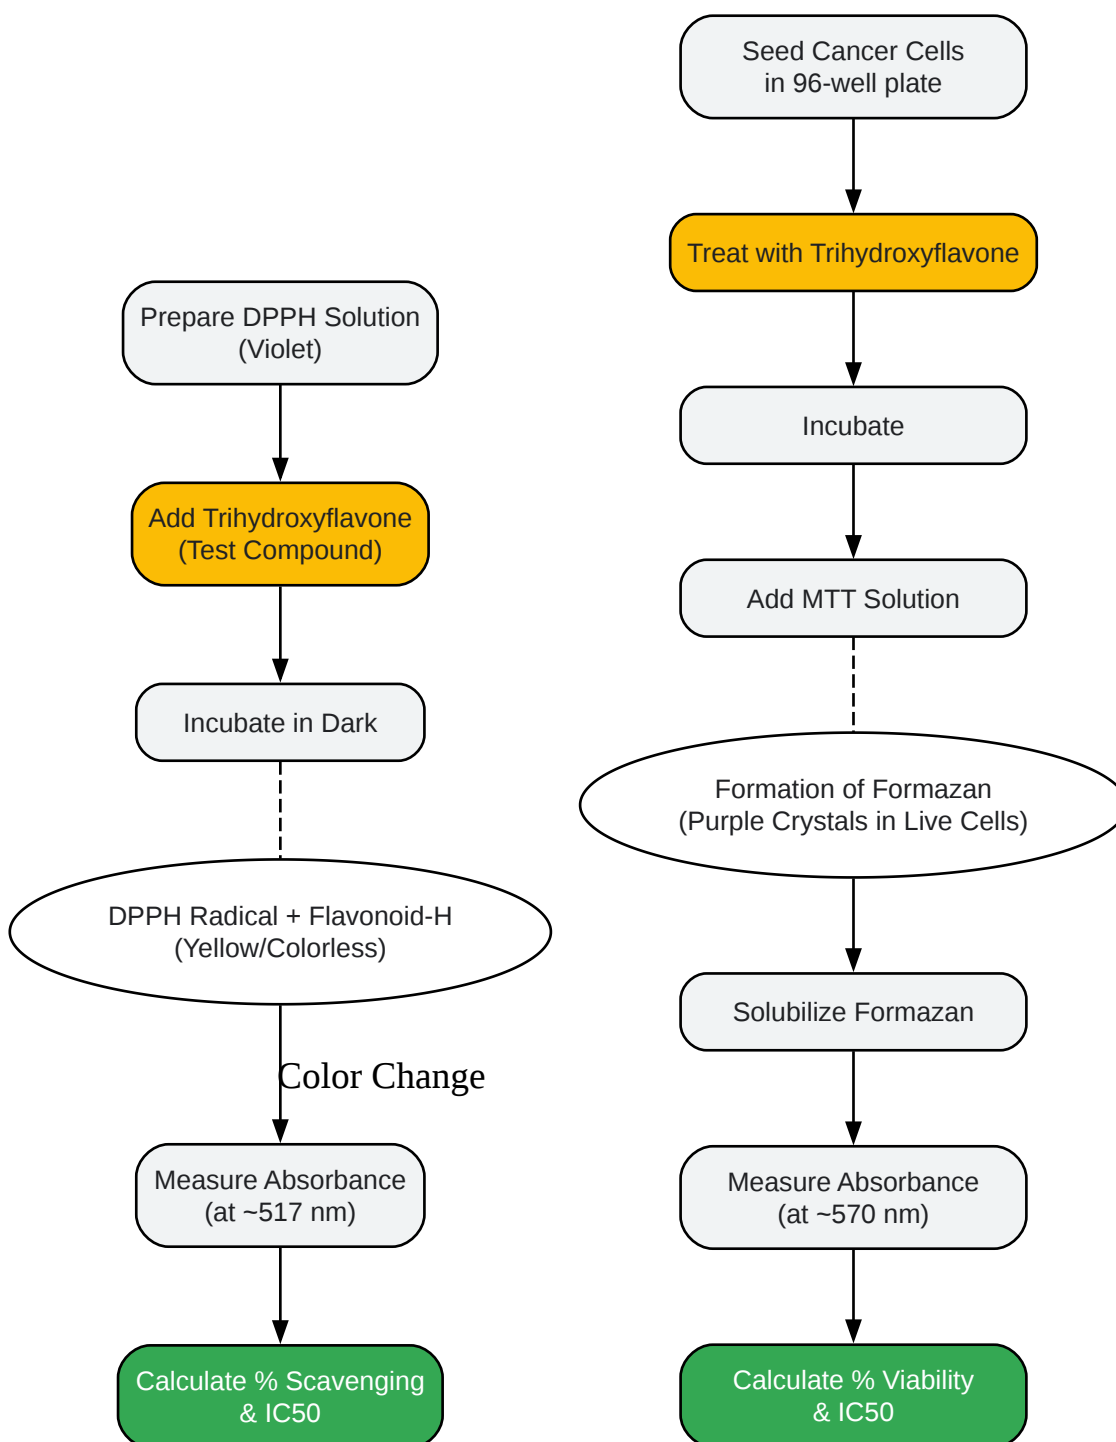 Prepare DPPH Solution
(Violet)
Add Trihydroxyflavone
(Test Compound)
Incubate in Dark
DPPH Radical + Flavonoid-H
(Yellow/Colorless)
Color Change
Measure Absorbance
(at ~517 nm)
Calculate % Scavenging
& IC50
Seed Cancer Cells
in 96-well plate
Treat with Trihydroxyflavone
Incubate
Add MTT Solution
Formation of Formazan
(Purple Crystals in Live Cells)
Solubilize Formazan
Measure Absorbance
(at ~570 nm)
Calculate % Viability
& IC50